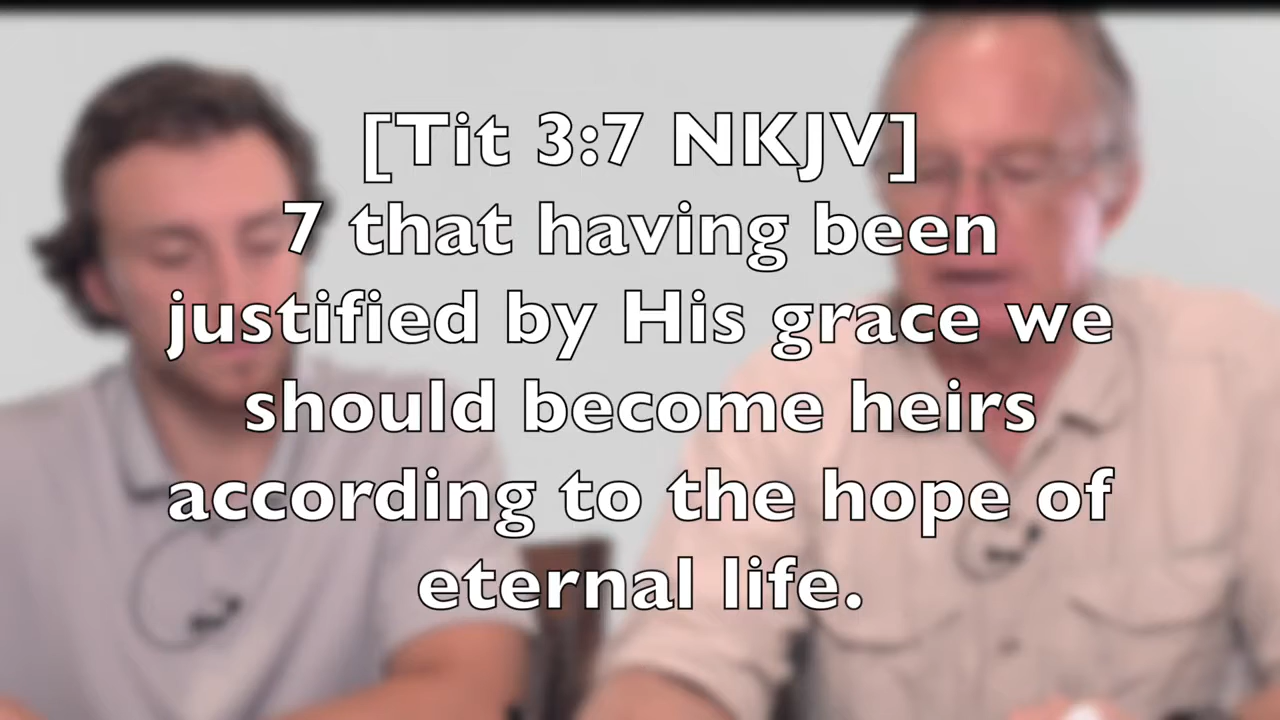 [Tit 3:7 NKJV]
7 that having been
justified by His grace we
should become heirs
according to the hope of
eternal life.